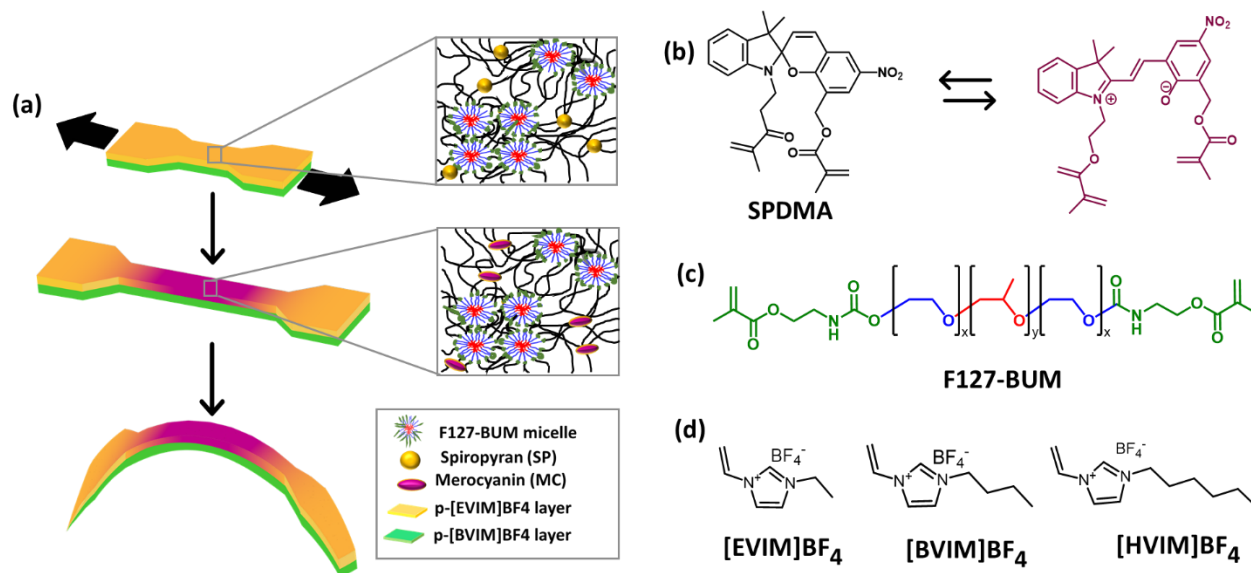 (a)
F127-BUM micelle
Spiropyran (SP)
Merocyanin (MC)
p-[EVIM]BF4 layer
p-[BVIM]BF4 layer
(b)
N
O
NO2
O
O
O
SPDMA
NO2
N+
O⊖
O
O
O
(c)
O
O
N
H
O
O
O
x
O
y
O
x
O
N
H
O
O
F127-BUM
(d)
BF4-
N+
N
[EVIM]BF4
BF4-
N+
N
[BVIM]BF4
BF4-
N+
N
[HVIM]BF4